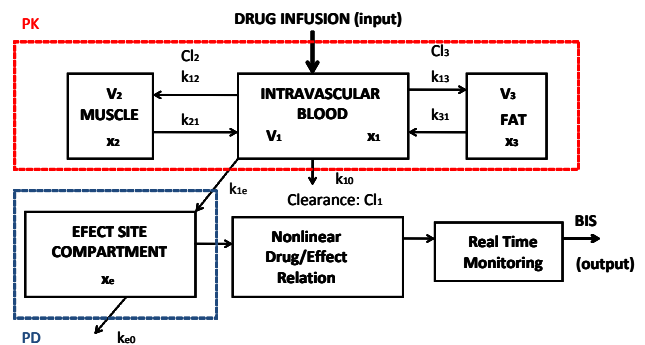 PK
DRUG INFUSION (input)
Cl2
Cl3
k12
k13
V2
MUSCLE
x2
k21
INTRAVASCULAR
BLOOD
V1 x1
k31
V3
FAT
x3
k1e
k10
Clearance: Cl1
EFECT SITE
COMPARTMENT
xe
Nonlinear
Drug/Effect
Relation
Real Time
Monitoring
BIS
(output)
PD
ke0